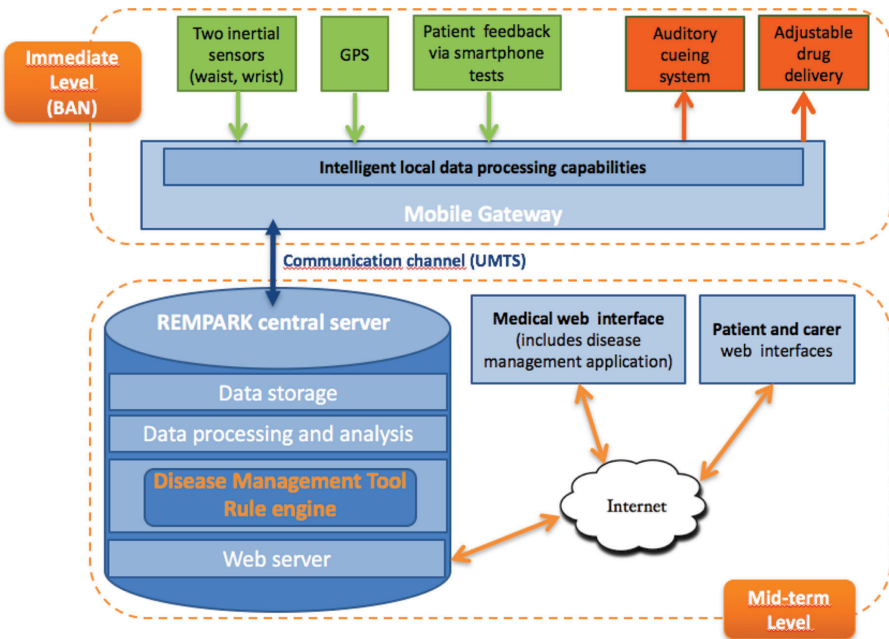 Immediate
Level
(BAN)
Two inertial
sensors
(waist, wrist)
GPS
Patient feedback
via smartphone
tests
Auditory
cueing
system
Adjustable
drug
delivery
Intelligent local data processing capabilities
Mobile Gateway
Communication channel (UMTS)
REMPARK central server
Data storage
Data processing and analysis
Disease Management Tool
Rule engine
Web server
Medical web interface
(includes disease
management application)
Patient and carer
web interfaces
Internet
Mid-term
Level